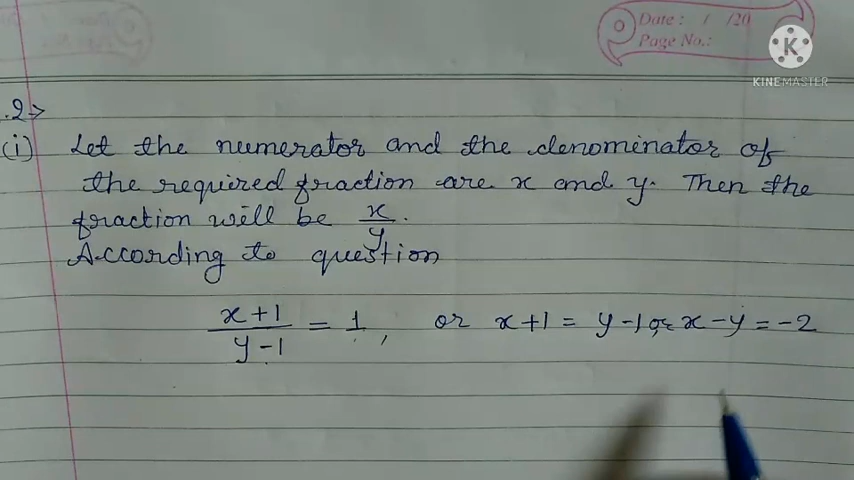 Date :  /  /20
Page No.:
KINEMASTER
.2⇒
(i) Let the numerator and the denominator of
the required fraction are x and y. Then the
fraction will be x/y.
According to question
(x+1)/(y-1) = 1, or x+1 = y-1 or x-y = -2